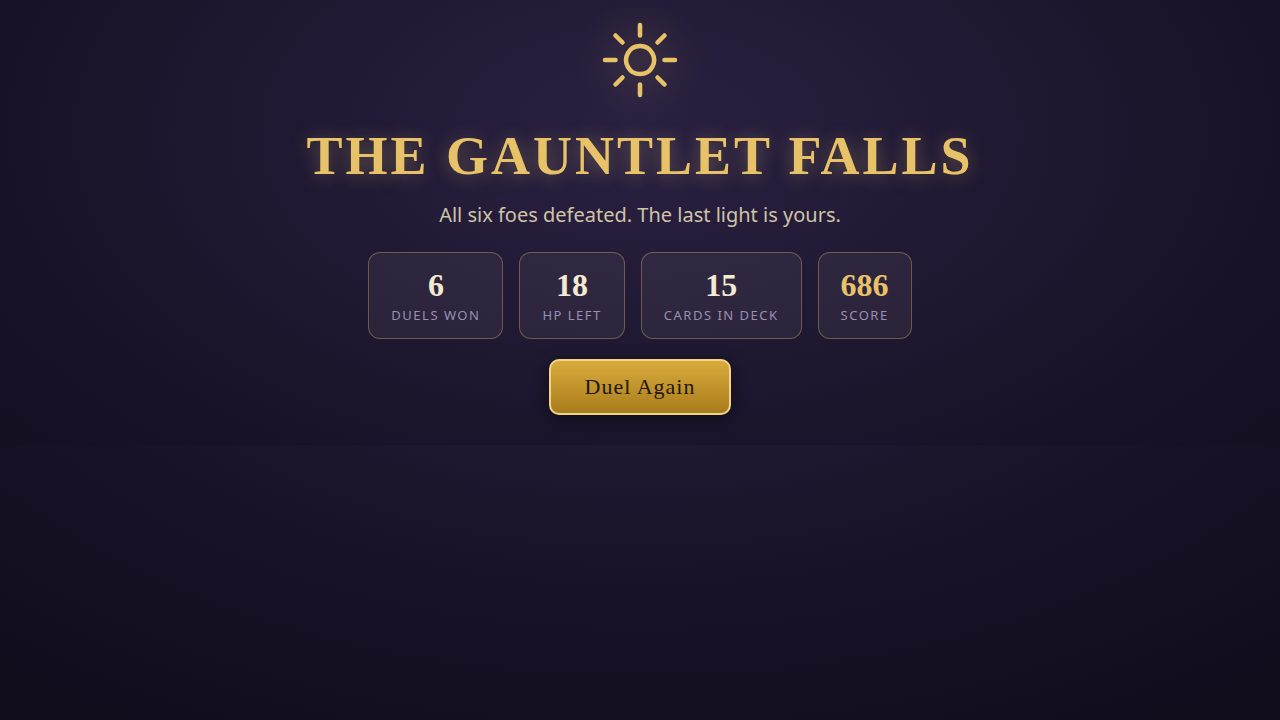 THE GAUNTLET FALLS
All six foes defeated. The last light is yours.
6 18 15 686
DUELS WON HP LEFT CARDS IN DECK SCORE
Duel Again